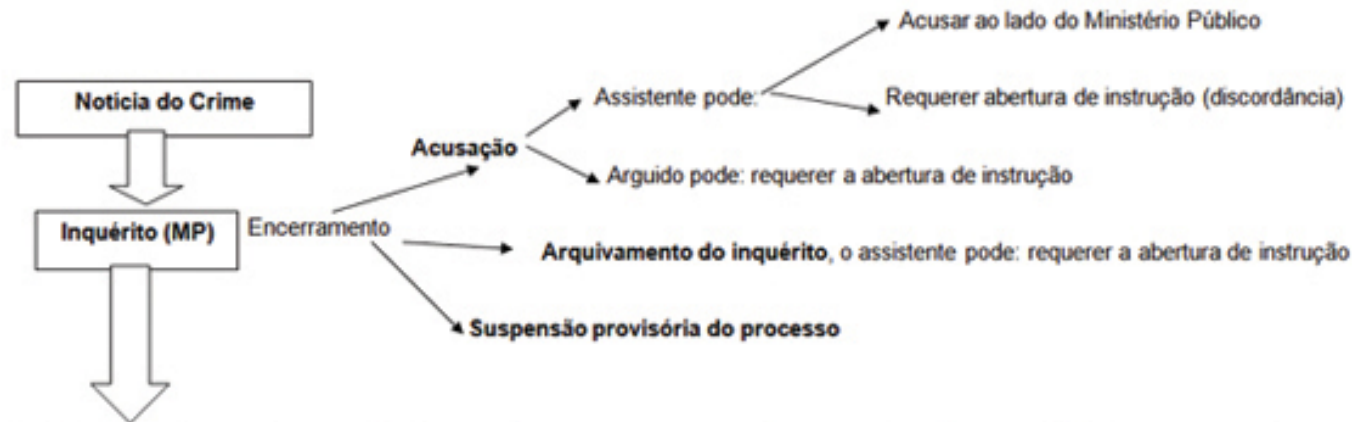 Acusar ao lado do Ministério Público
Noticia do Crime
Assistente pode:
Requerer abertura de instrução (discordância)
Acusação
Arguido pode: requerer a abertura de instrução
Inquérito (MP)
Encerramento
Arquivamento do inquérito, o assistente pode: requerer a abertura de instrução
Suspensão provisória do processo